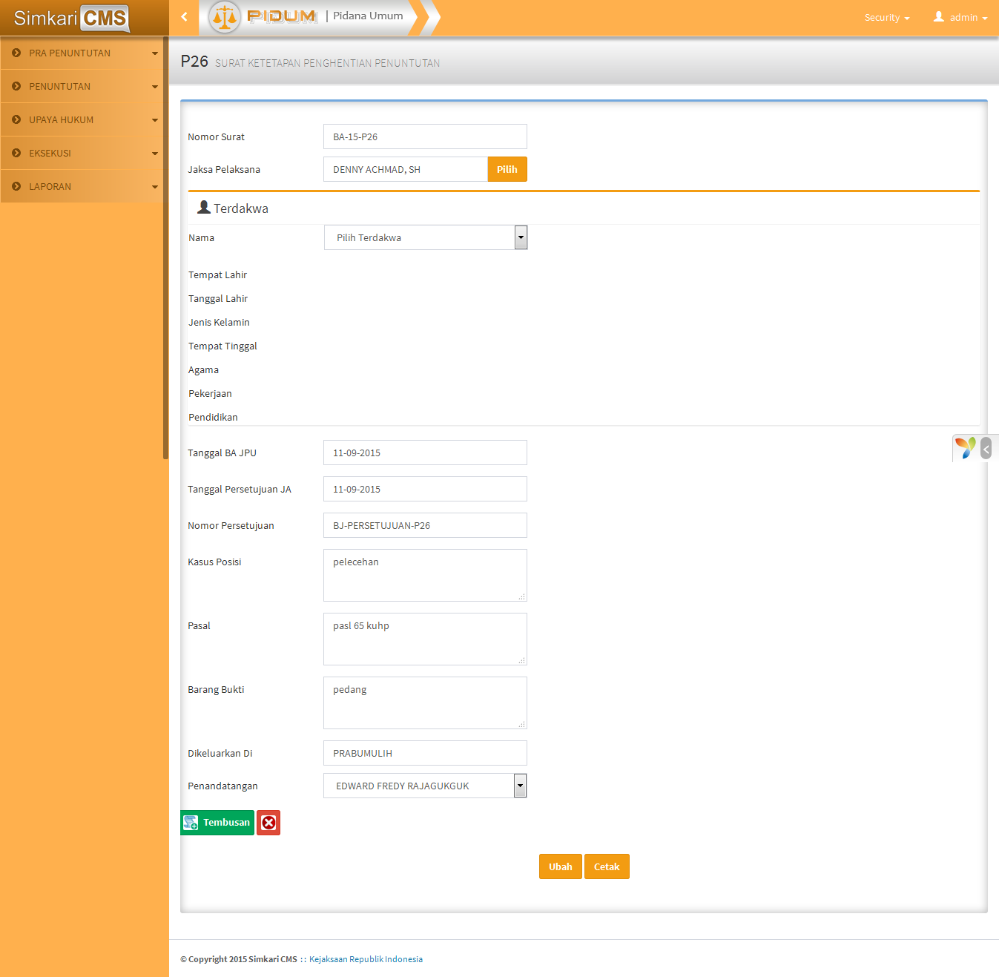 Simkari CMS
PIDUM | Pidana Umum
Security
admin
PRA PENUNTUTAN
PENUNTUTAN
UPAYA HUKUM
EKSEKUSI
LAPORAN
P26 SURAT KETETAPAN PENGHENTIAN PENUNTUTAN
Nomor Surat BA-15-P26
Jaksa Pelaksana DENNY ACHMAD, SH Pilih
Terdakwa
Nama Pilih Terdakwa
Tempat Lahir
Tanggal Lahir
Jenis Kelamin
Tempat Tinggal
Agama
Pekerjaan
Pendidikan
Tanggal BA JPU 11-09-2015
Tanggal Persetujuan JA 11-09-2015
Nomor Persetujuan BJ-PERSETUJUAN-P26
Kasus Posisi pelecehan
Pasal pasl 65 kuhp
Barang Bukti pedang
Dikeluarkan Di PRABUMULIH
Penandatangan EDWARD FREDY RAJAGUKGUK
Tembusan
Ubah Cetak
© Copyright 2015 Simkari CMS :: Kejaksaan Republik Indonesia